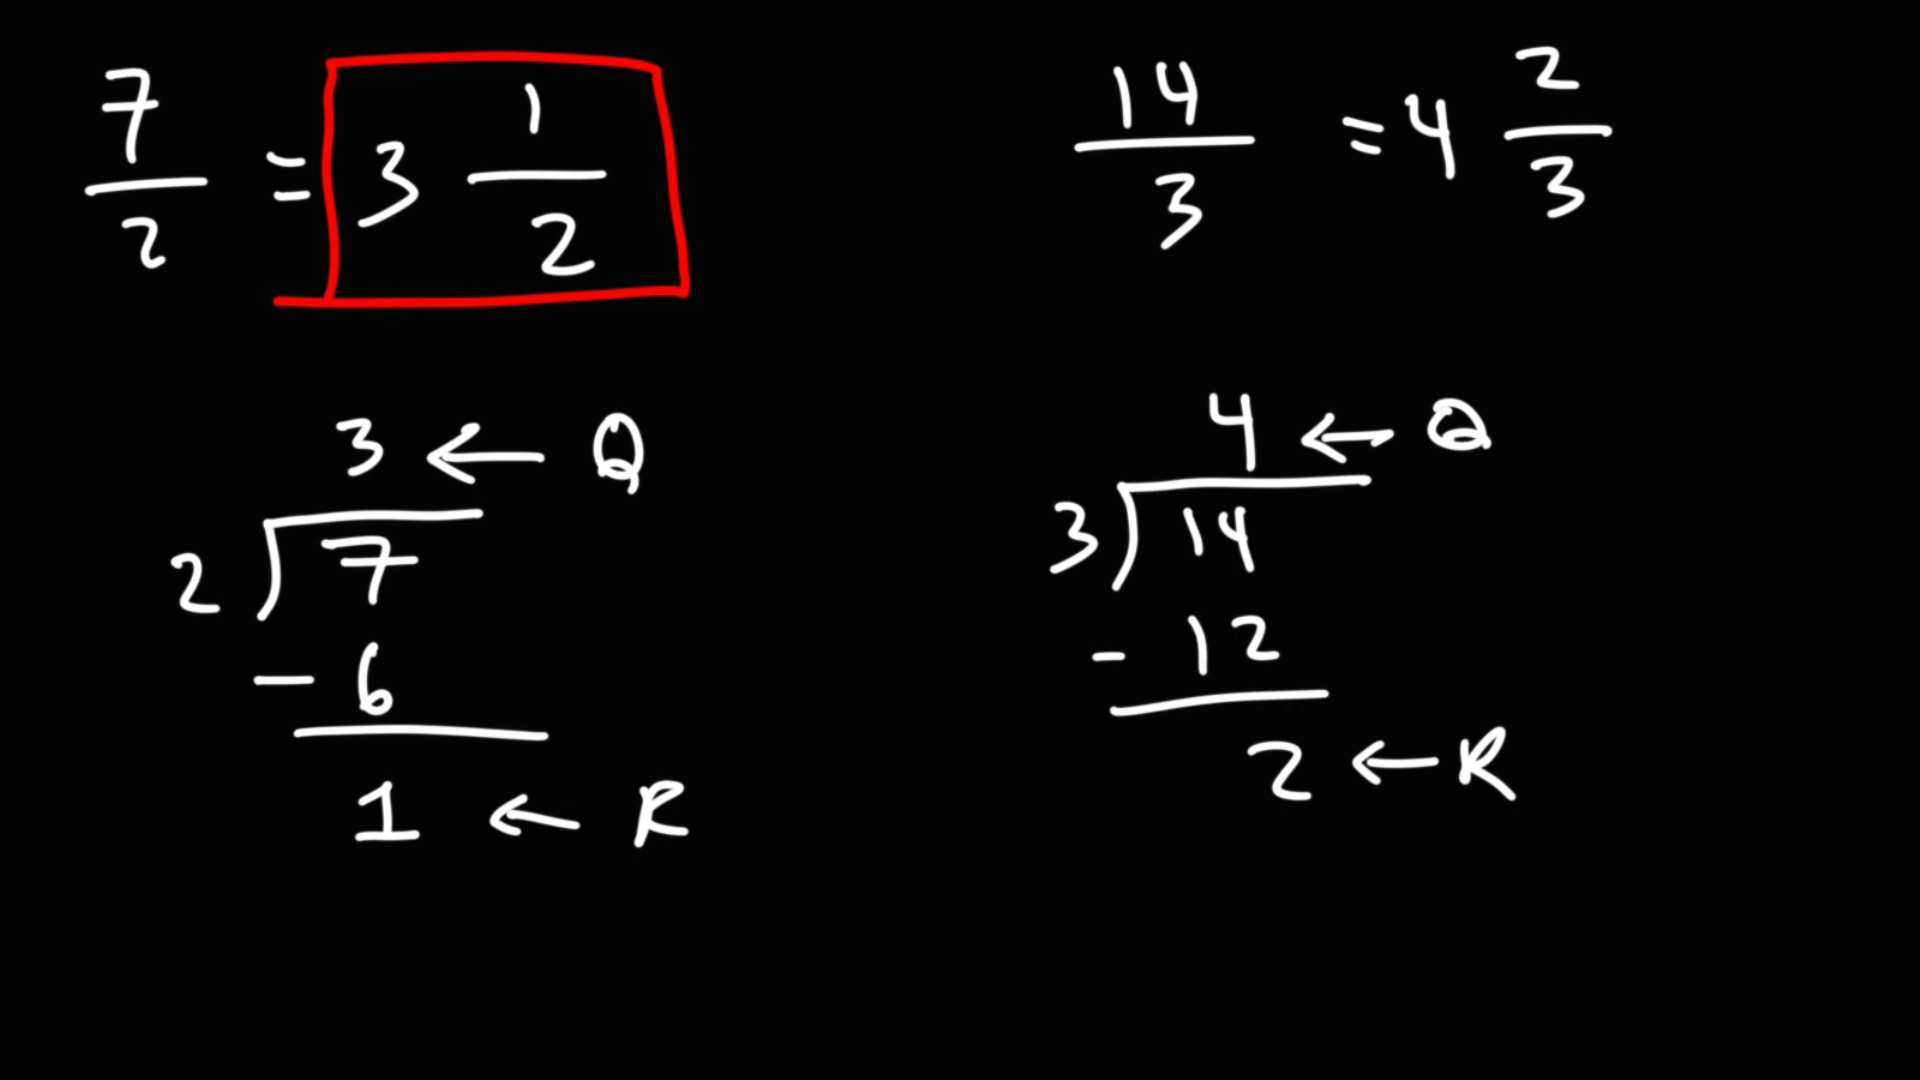 7/2 = 3 1/2
3 ← Q
2)7
- 6
1 ← R
14/3 = 4 2/3
4 ← Q
3)14
- 12
2 ← R